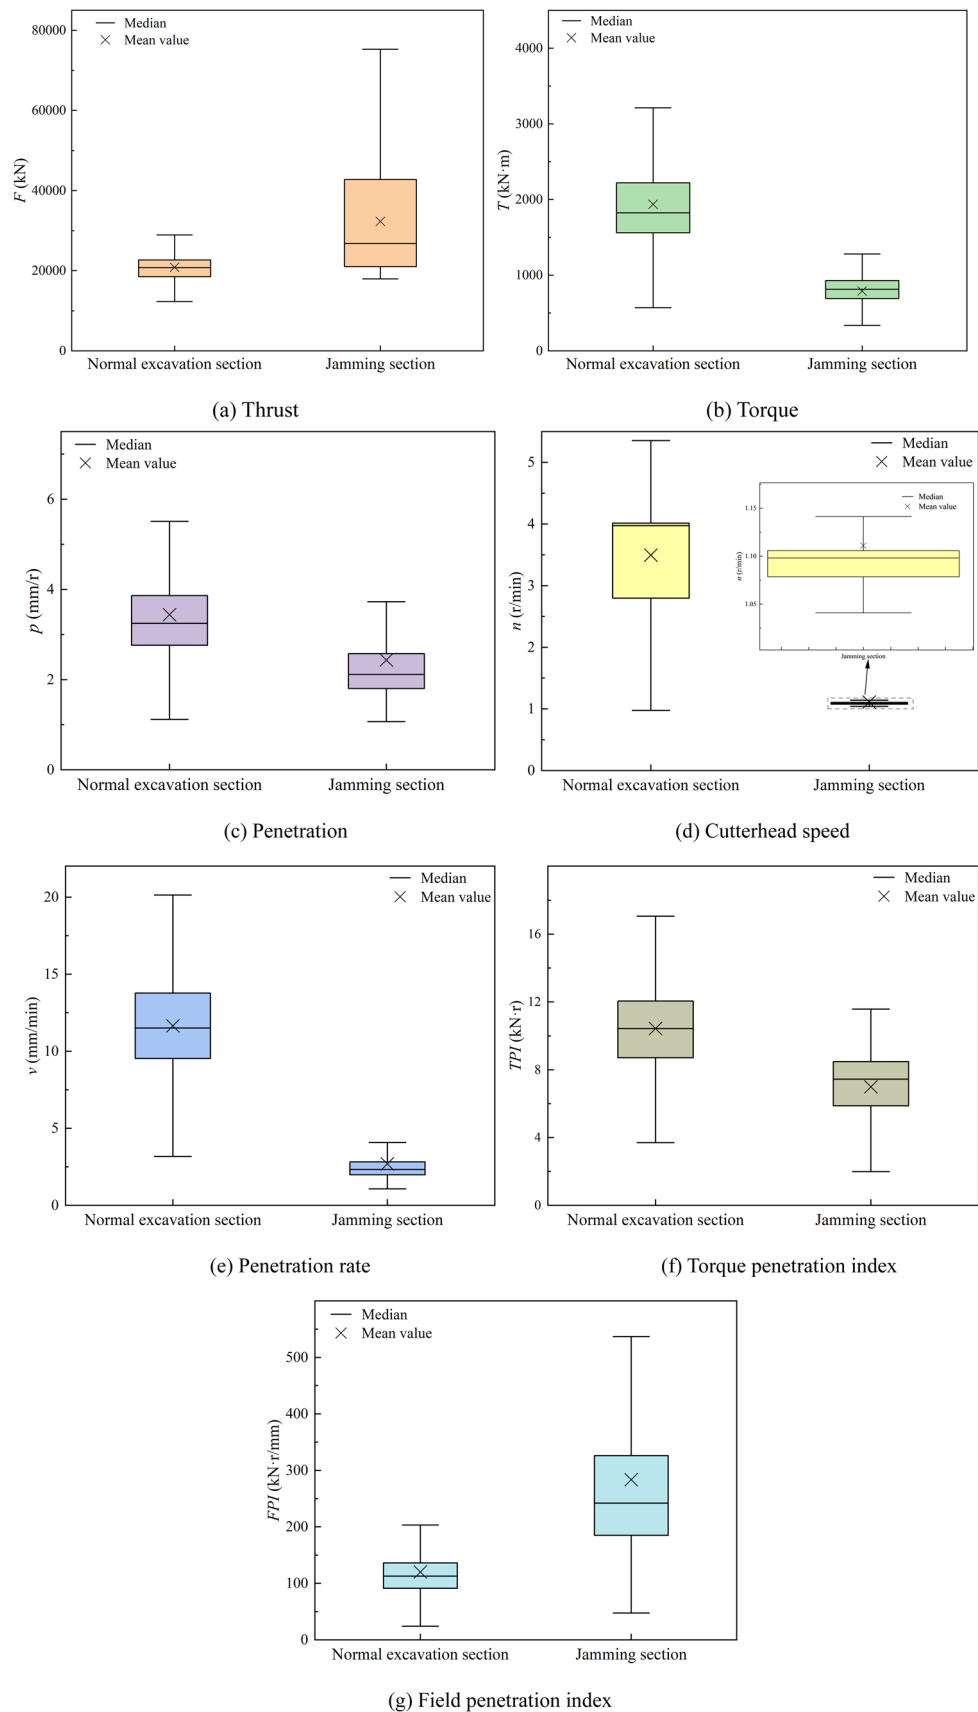 Median
Mean value
80000
60000
40000
20000
0
F (kN)
Normal excavation section
Jamming section
(a) Thrust
Median
Mean value
4000
3000
2000
1000
0
T (kN·m)
Normal excavation section
Jamming section
(b) Torque
Median
Mean value
6
4
2
0
p (mm/r)
Normal excavation section
Jamming section
(c) Penetration
Median
Mean value
5
4
3
2
1
0
n (r/min)
Median
Mean value
1.15
1.10
1.05
n (r/min)
Jamming section
Normal excavation section
Jamming section
(d) Cutterhead speed
Median
Mean value
20
15
10
5
0
v (mm/min)
Normal excavation section
Jamming section
(e) Penetration rate
Median
Mean value
16
12
8
4
0
TPI (kN·r)
Normal excavation section
Jamming section
(f) Torque penetration index
Median
Mean value
500
400
300
200
100
0
FPI (kN·r/mm)
Normal excavation section
Jamming section
(g) Field penetration index